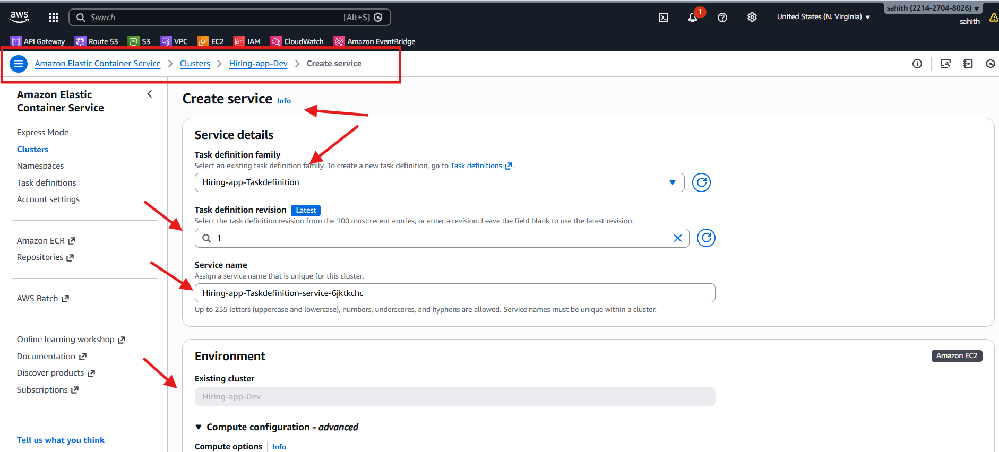 aws
Search [Alt+S]
1
United States (N. Virginia)
sahith (2214-2704-8026)
sahith
API Gateway Route 53 S3 VPC EC2 IAM CloudWatch Amazon EventBridge
Amazon Elastic Container Service Clusters Hiring-app-Dev Create service
Amazon Elastic
Container Service
Express Mode
Clusters
Namespaces
Task definitions
Account settings
Amazon ECR
Repositories
AWS Batch
Online learning workshop
Documentation
Discover products
Subscriptions
Tell us what you think
Create service Info
Service details
Task definition family
Select an existing task definition family. To create a new task definition, go to Task definitions .
Hiring-app-Taskdefinition
Task definition revision Latest
Select the task definition revision from the 100 most recent entries, or enter a revision. Leave the field blank to use the latest revision.
1
Service name
Assign a service name that is unique for this cluster.
Hiring-app-Taskdefinition-service-6jktkchc
Up to 255 letters (uppercase and lowercase), numbers, underscores, and hyphens are allowed. Service names must be unique within a cluster.
Environment Amazon EC2
Existing cluster
Hiring-app-Dev
Compute configuration - advanced
Compute options Info